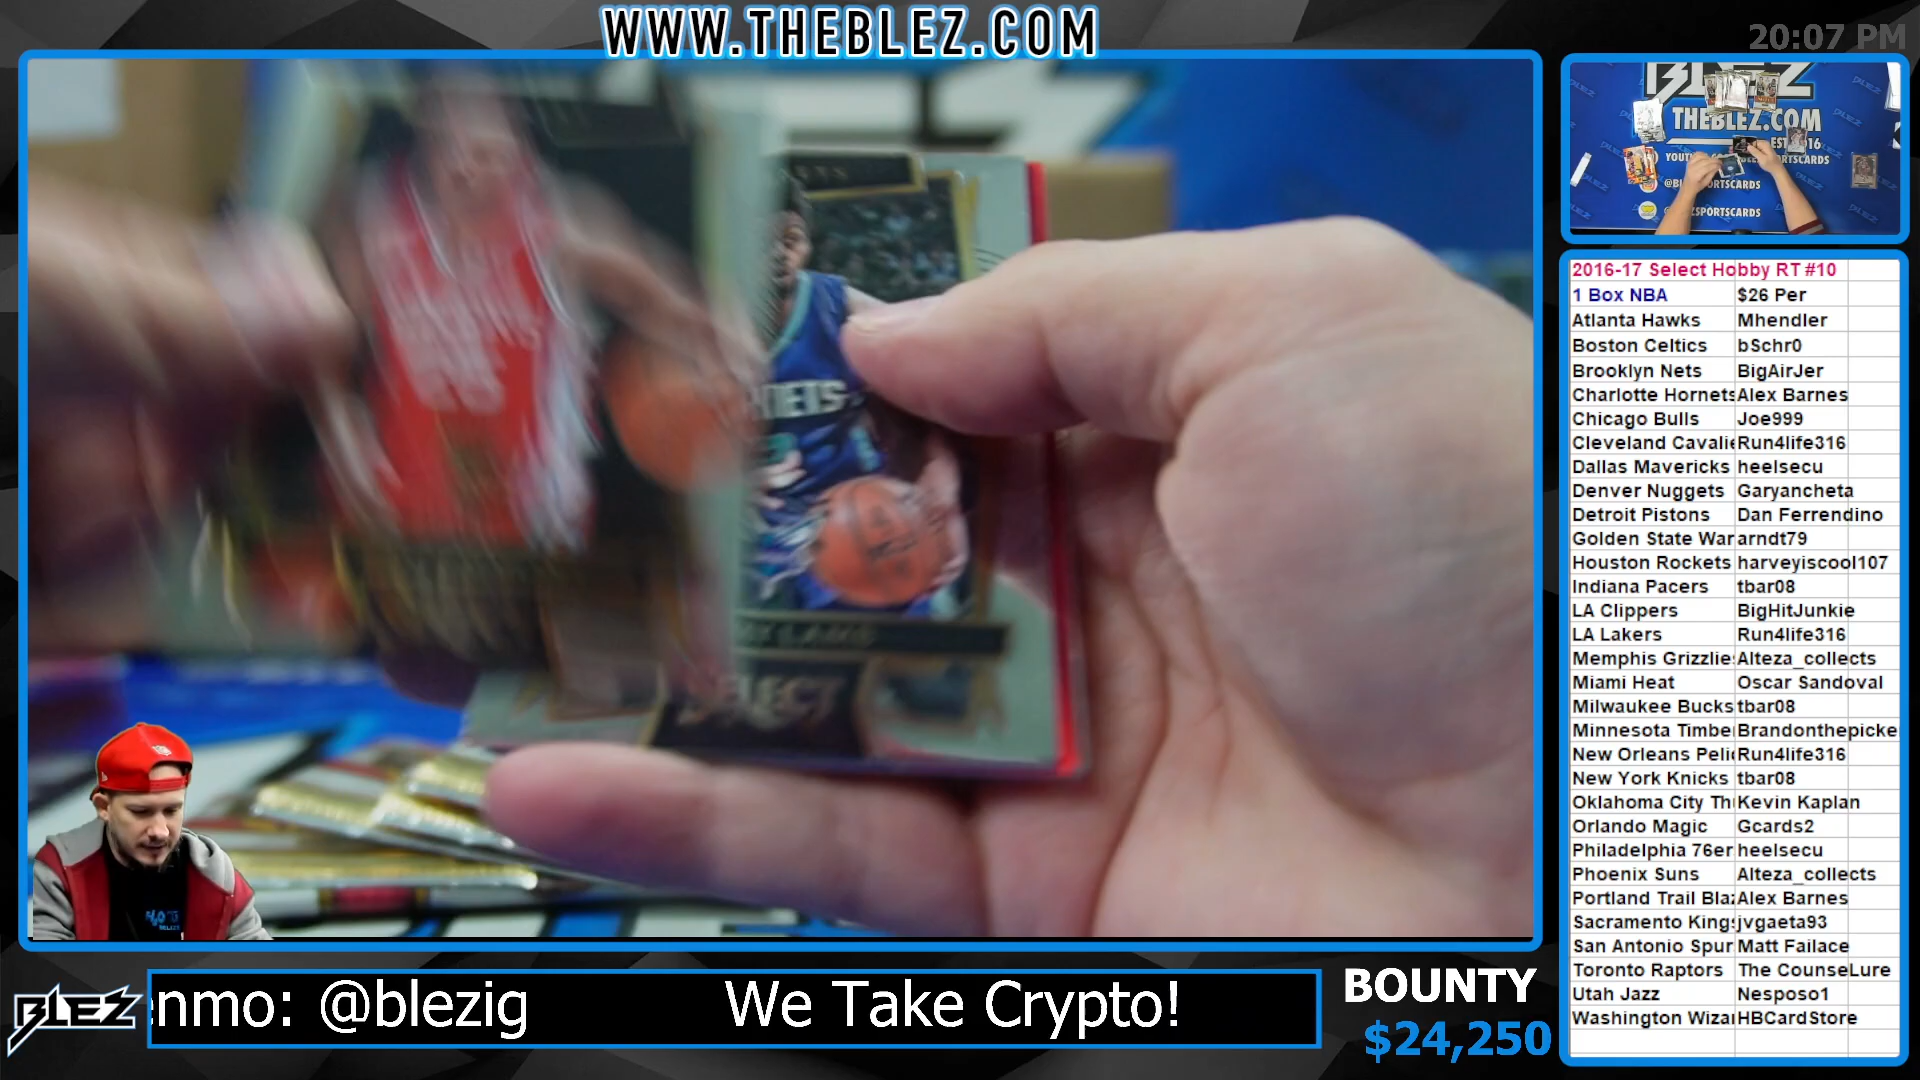 WWW.THEBLEZ.COM
20:07 PM
BLEZ
THEBLEZ.COM
2016-17 Select Hobby RT #10
1 Box NBA $26 Per
Atlanta Hawks Mhendler
Boston Celtics bSchr0
Brooklyn Nets BigAirJer
Charlotte Hornets Alex Barnes
Chicago Bulls Joe999
Cleveland Cavalie Run4life316
Dallas Mavericks heelsecu
Denver Nuggets Garyancheta
Detroit Pistons Dan Ferrendino
Golden State War arndt79
Houston Rockets harveyiscool107
Indiana Pacers tbar08
LA Clippers BigHitJunkie
LA Lakers Run4life316
Memphis Grizzlie Alteza_collects
Miami Heat Oscar Sandoval
Milwaukee Bucks tbar08
Minnesota Timbe Brandonthepicke
New Orleans Peli Run4life316
New York Knicks tbar08
Oklahoma City Th Kevin Kaplan
Orlando Magic Gcards2
Philadelphia 76er heelsecu
Phoenix Suns Alteza_collects
Portland Trail Bla Alex Barnes
Sacramento King jvgaeta93
San Antonio Spur Matt Failace
Toronto Raptors The CounseLure
Utah Jazz Nesposo1
Washington Wiza HBCardStore
SELECT
BLEZ
nmo: @blezig We Take Crypto!
BOUNTY
$24,250